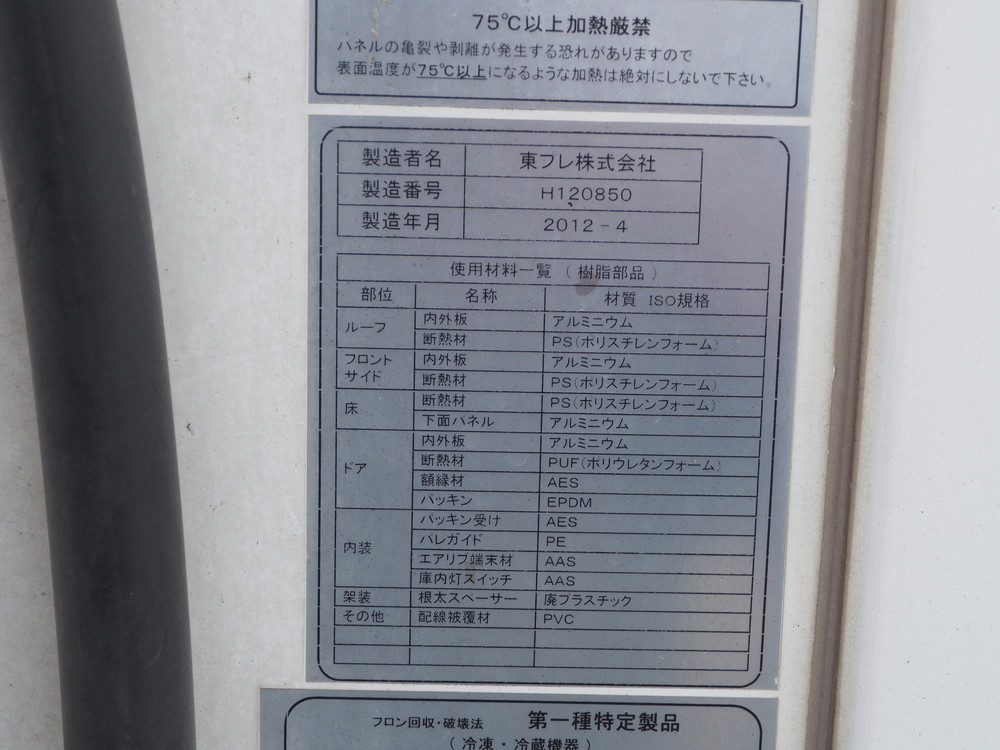 75℃以上加熱厳禁
パネルの亀裂や剥離が発生する恐れがありますので
表面温度が75℃以上になるような加熱は絶対にしないで下さい。
製造者名 東プレ株式会社
製造番号 H120850
製造年月 2012-4
使用材料一覧（樹脂部品）
部位 名称 材質 ISO規格
ルーフ 内外板 アルミニウム
断熱材 PS(ポリスチレンフォーム)
フロント サイド 内外板 アルミニウム
断熱材 PS(ポリスチレンフォーム)
床 断熱材 PS(ポリスチレンフォーム)
下面パネル アルミニウム
ドア 内外板 アルミニウム
断熱材 PUF(ポリウレタンフォーム)
額縁材 AES
パッキン EPDM
内装 パッキン受け AES
パレガイド PE
エアリブ端末材 AAS
庫内灯スイッチ AAS
架装 根太スペーサー 廃プラスチック
その他 配線被覆材 PVC
フロン回収・破壊法 第一種特定製品
（冷凍・冷蔵機器）